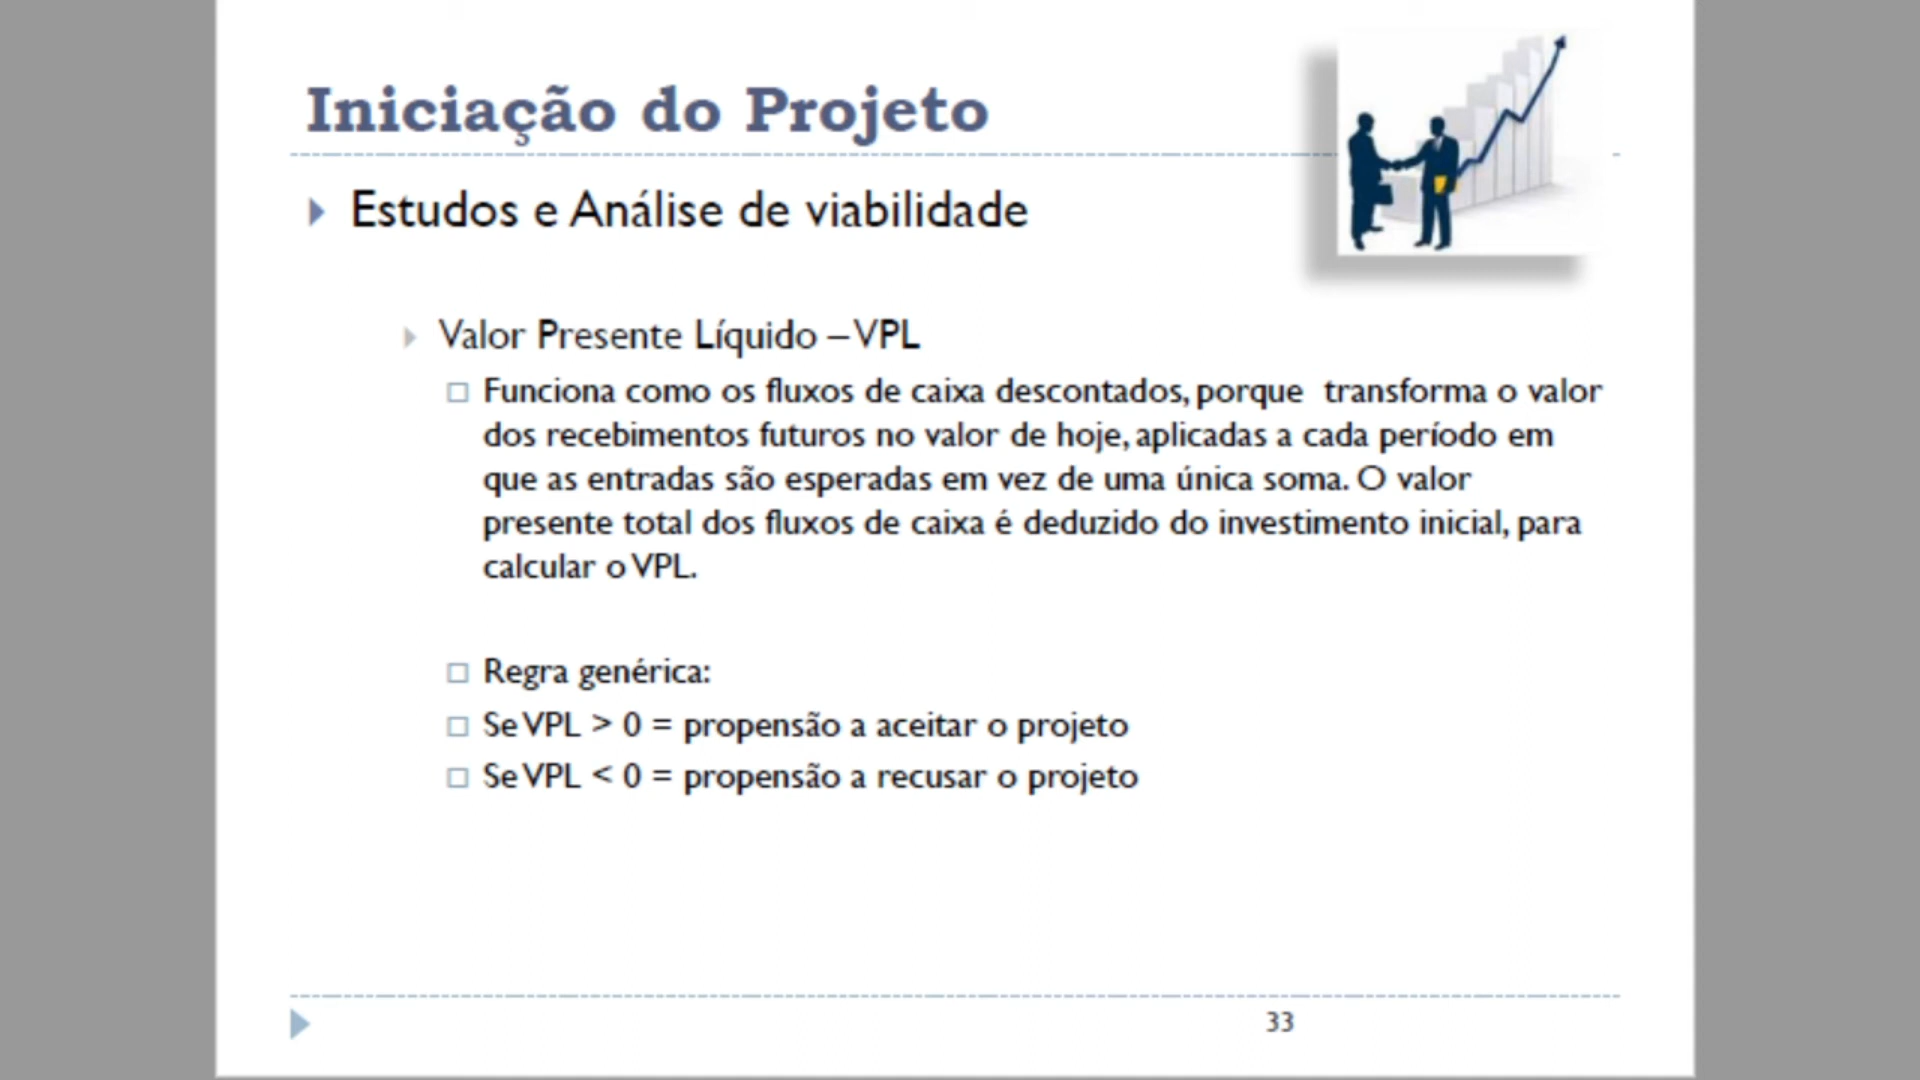 Iniciação do Projeto
Estudos e Análise de viabilidade
Valor Presente Líquido – VPL
Funciona como os fluxos de caixa descontados, porque transforma o valor
dos recebimentos futuros no valor de hoje, aplicadas a cada período em
que as entradas são esperadas em vez de uma única soma. O valor
presente total dos fluxos de caixa é deduzido do investimento inicial, para
calcular o VPL.
Regra genérica:
Se VPL > 0 = propensão a aceitar o projeto
Se VPL < 0 = propensão a recusar o projeto
33